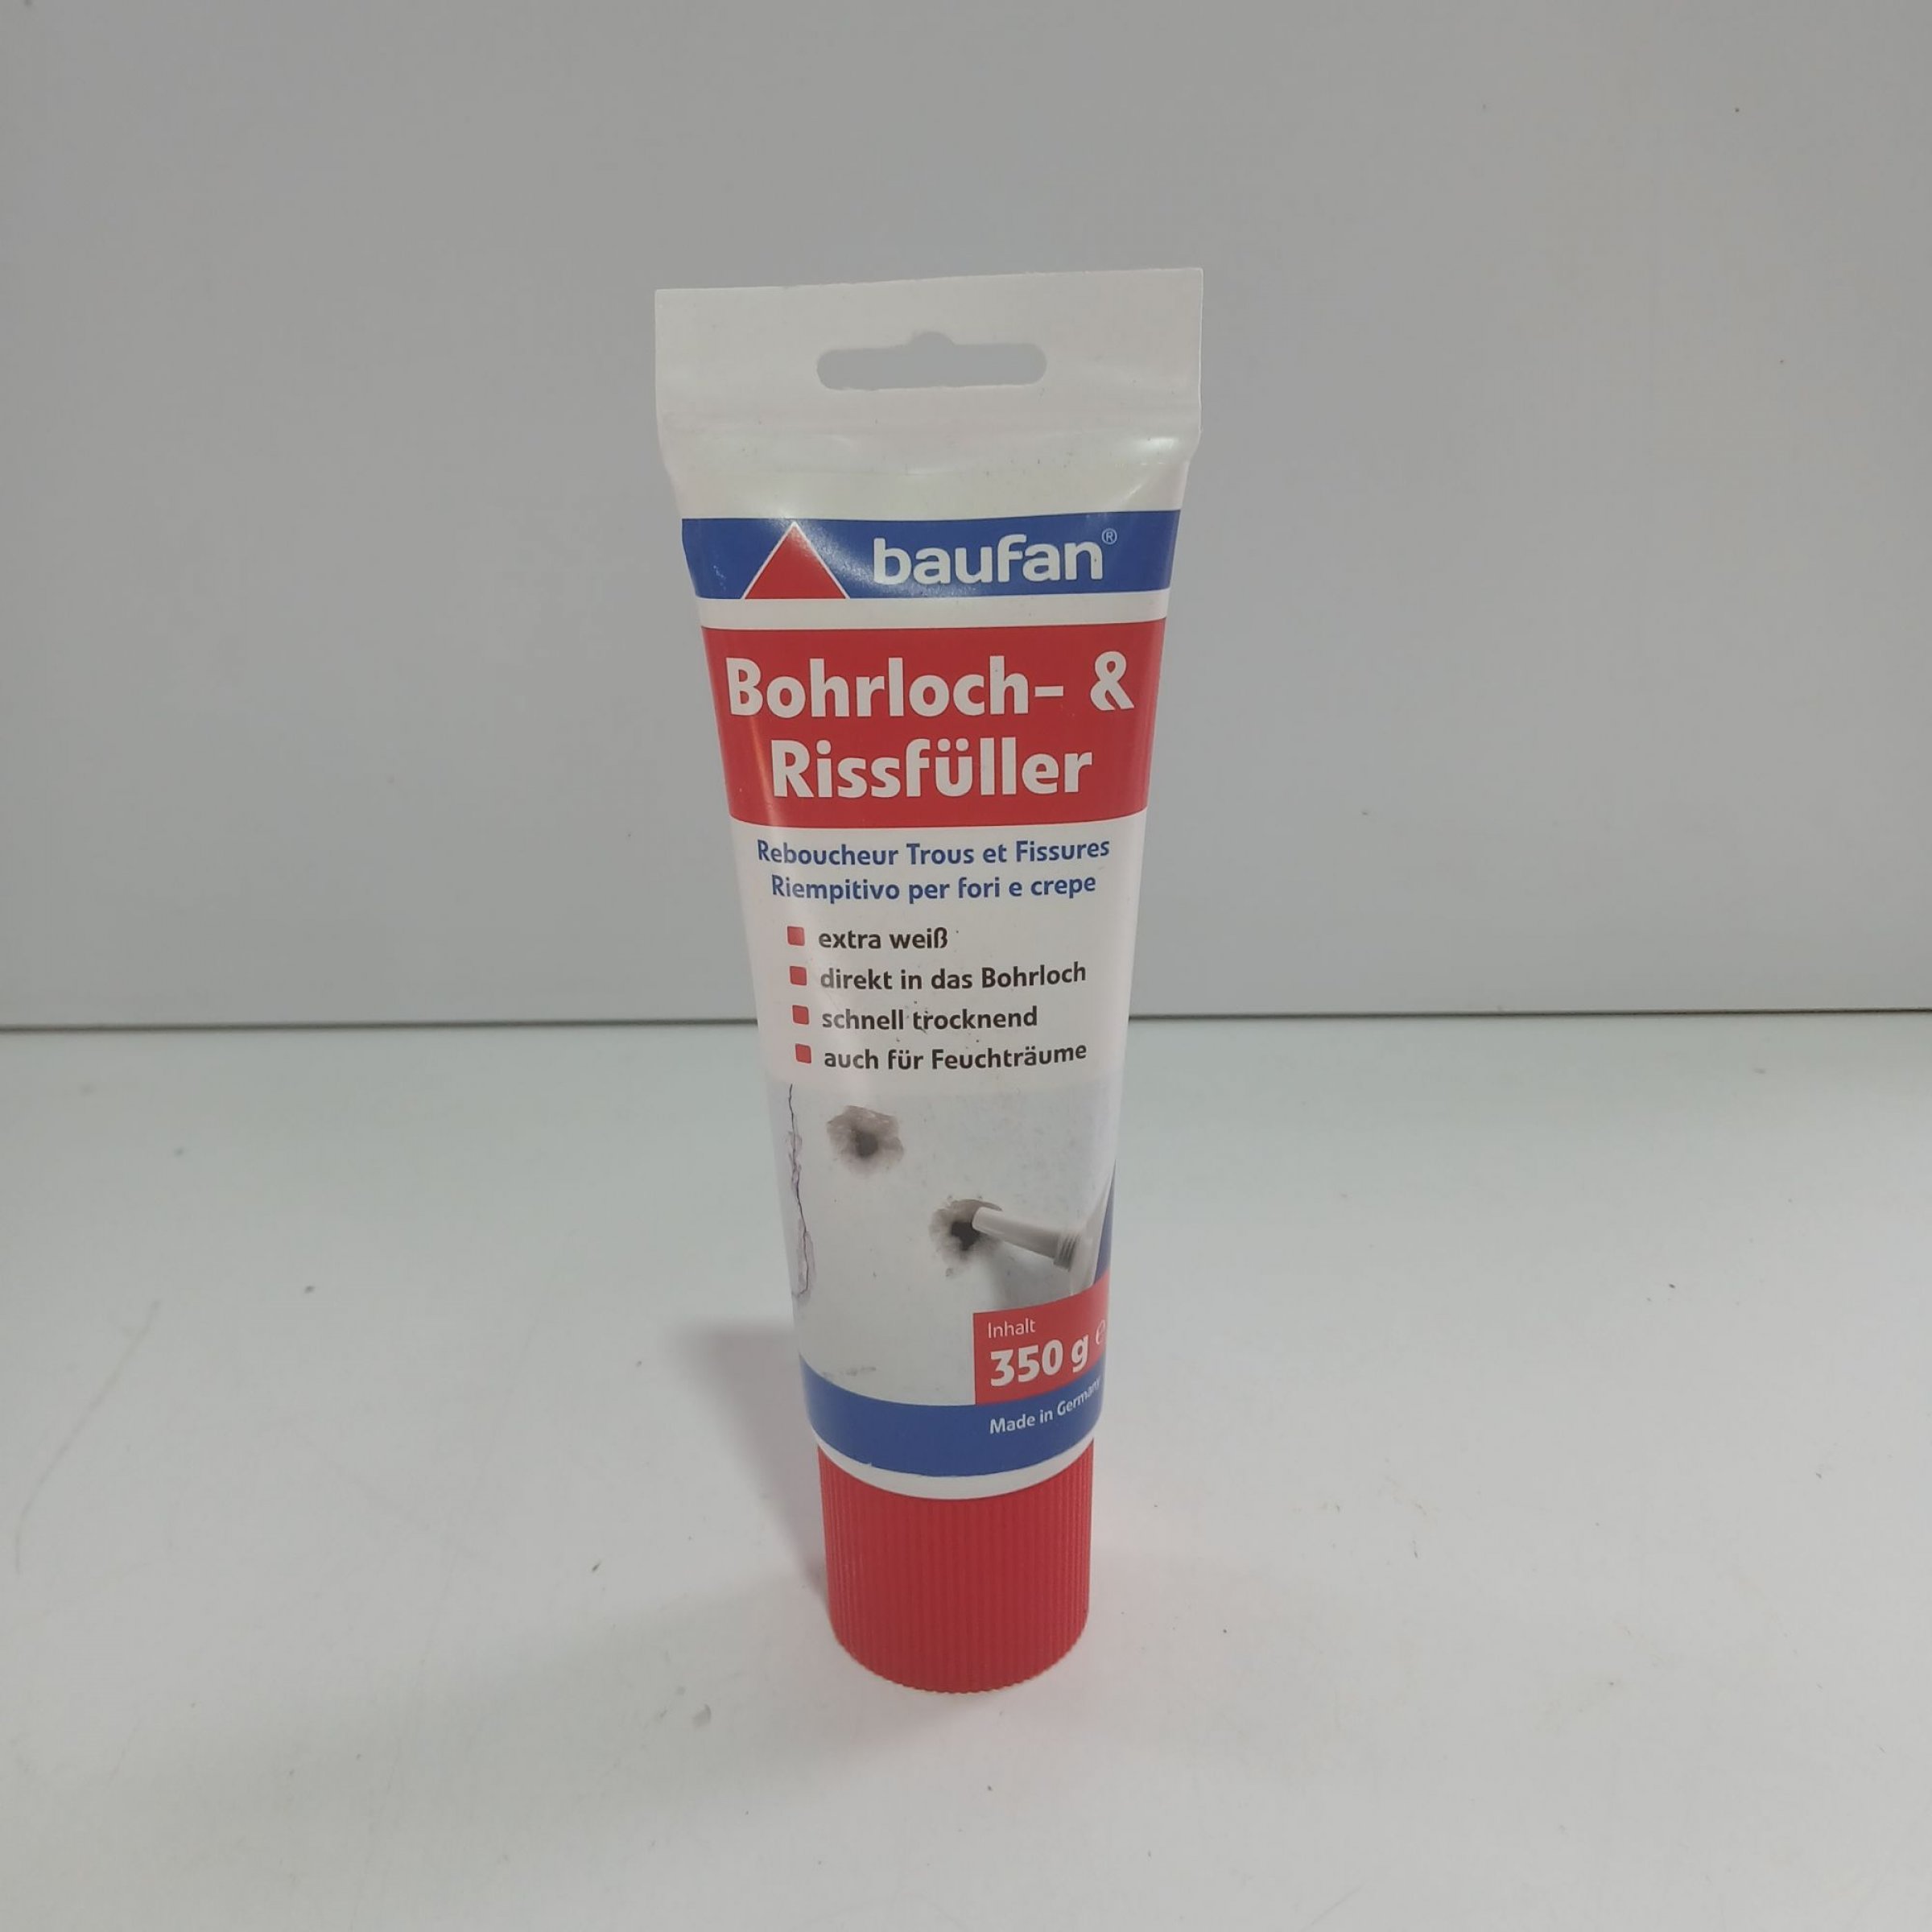 baufan®
Bohrloch- &
Rissfüller
Reboucheur Trous et Fissures
Riempitivo per fori e crepe
extra weiß
direkt in das Bohrloch
schnell trocknend
auch für Feuchträume
Inhalt
350 g ℮
Made in Germany